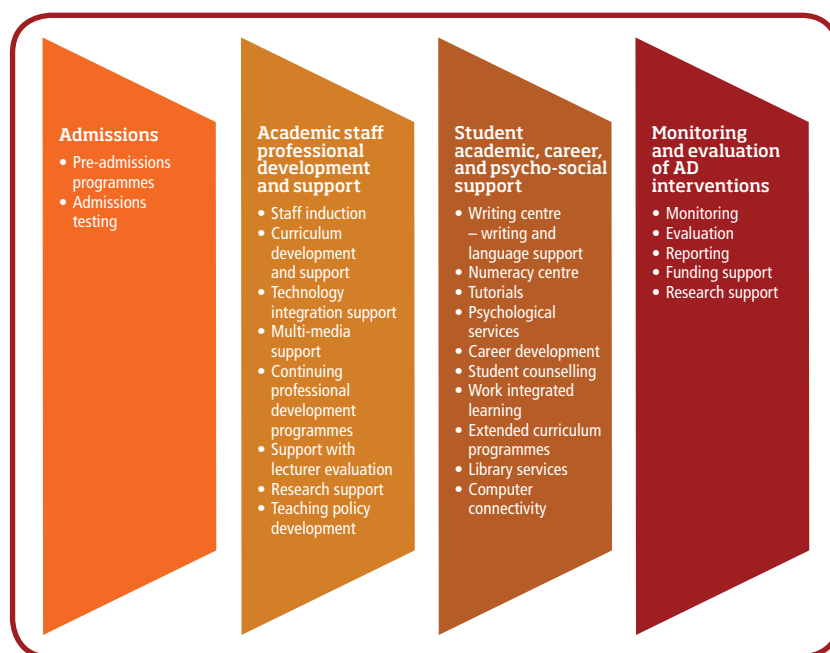 Admissions
• Pre-admissions
programmes
• Admissions
testing
Academic staff
professional
development
and support
• Staff induction
• Curriculum
development
and support
• Technology
integration support
• Multi-media
support
• Continuing
professional
development
programmes
• Support with
lecturer evaluation
• Research support
• Teaching policy
development
Student
academic, career,
and psycho-social
support
• Writing centre
– writing and
language support
• Numeracy centre
• Tutorials
• Psychological
services
• Career development
• Student counselling
• Work integrated
learning
• Extended curriculum
programmes
• Library services
• Computer
connectivity
Monitoring
and evaluation
of AD
interventions
• Monitoring
• Evaluation
• Reporting
• Funding support
• Research support